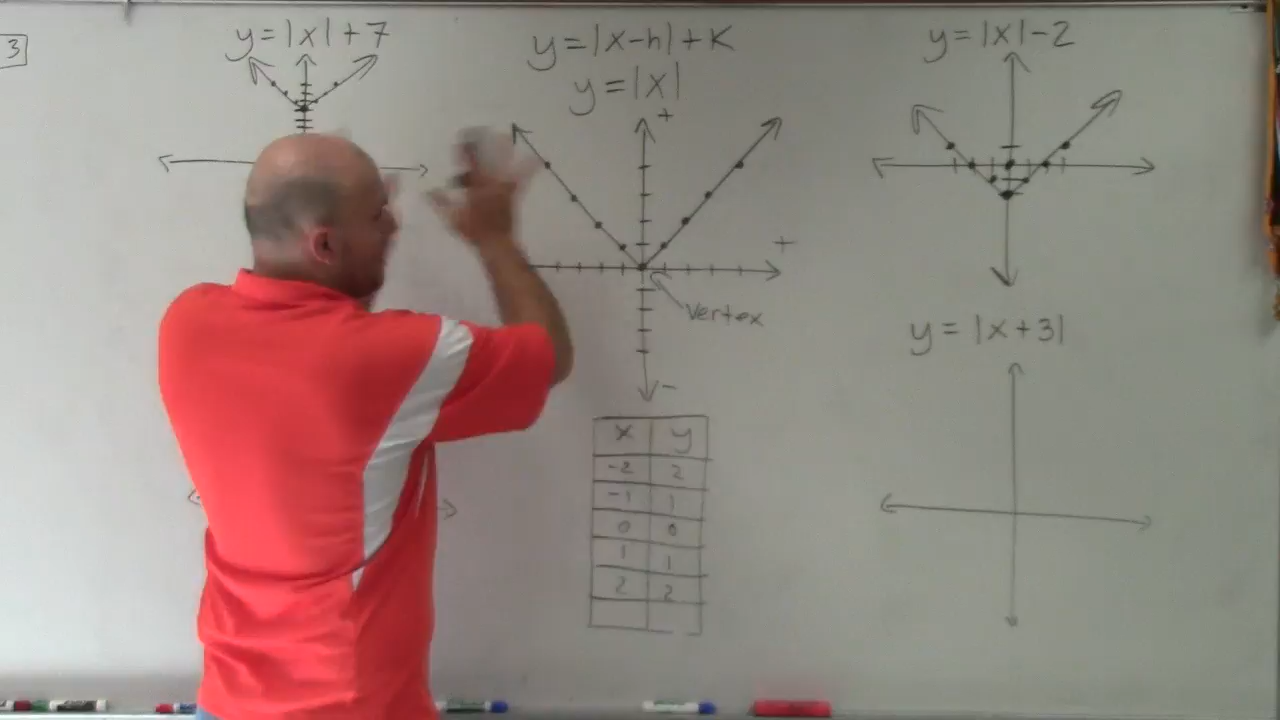 3
y = |x| + 7
y = |x-h| + K
y = |x|
+
+
Vertex
-
x y
-2 2
-1 1
0 0
1 1
2 2
y = |x| - 2
y = |x+3|